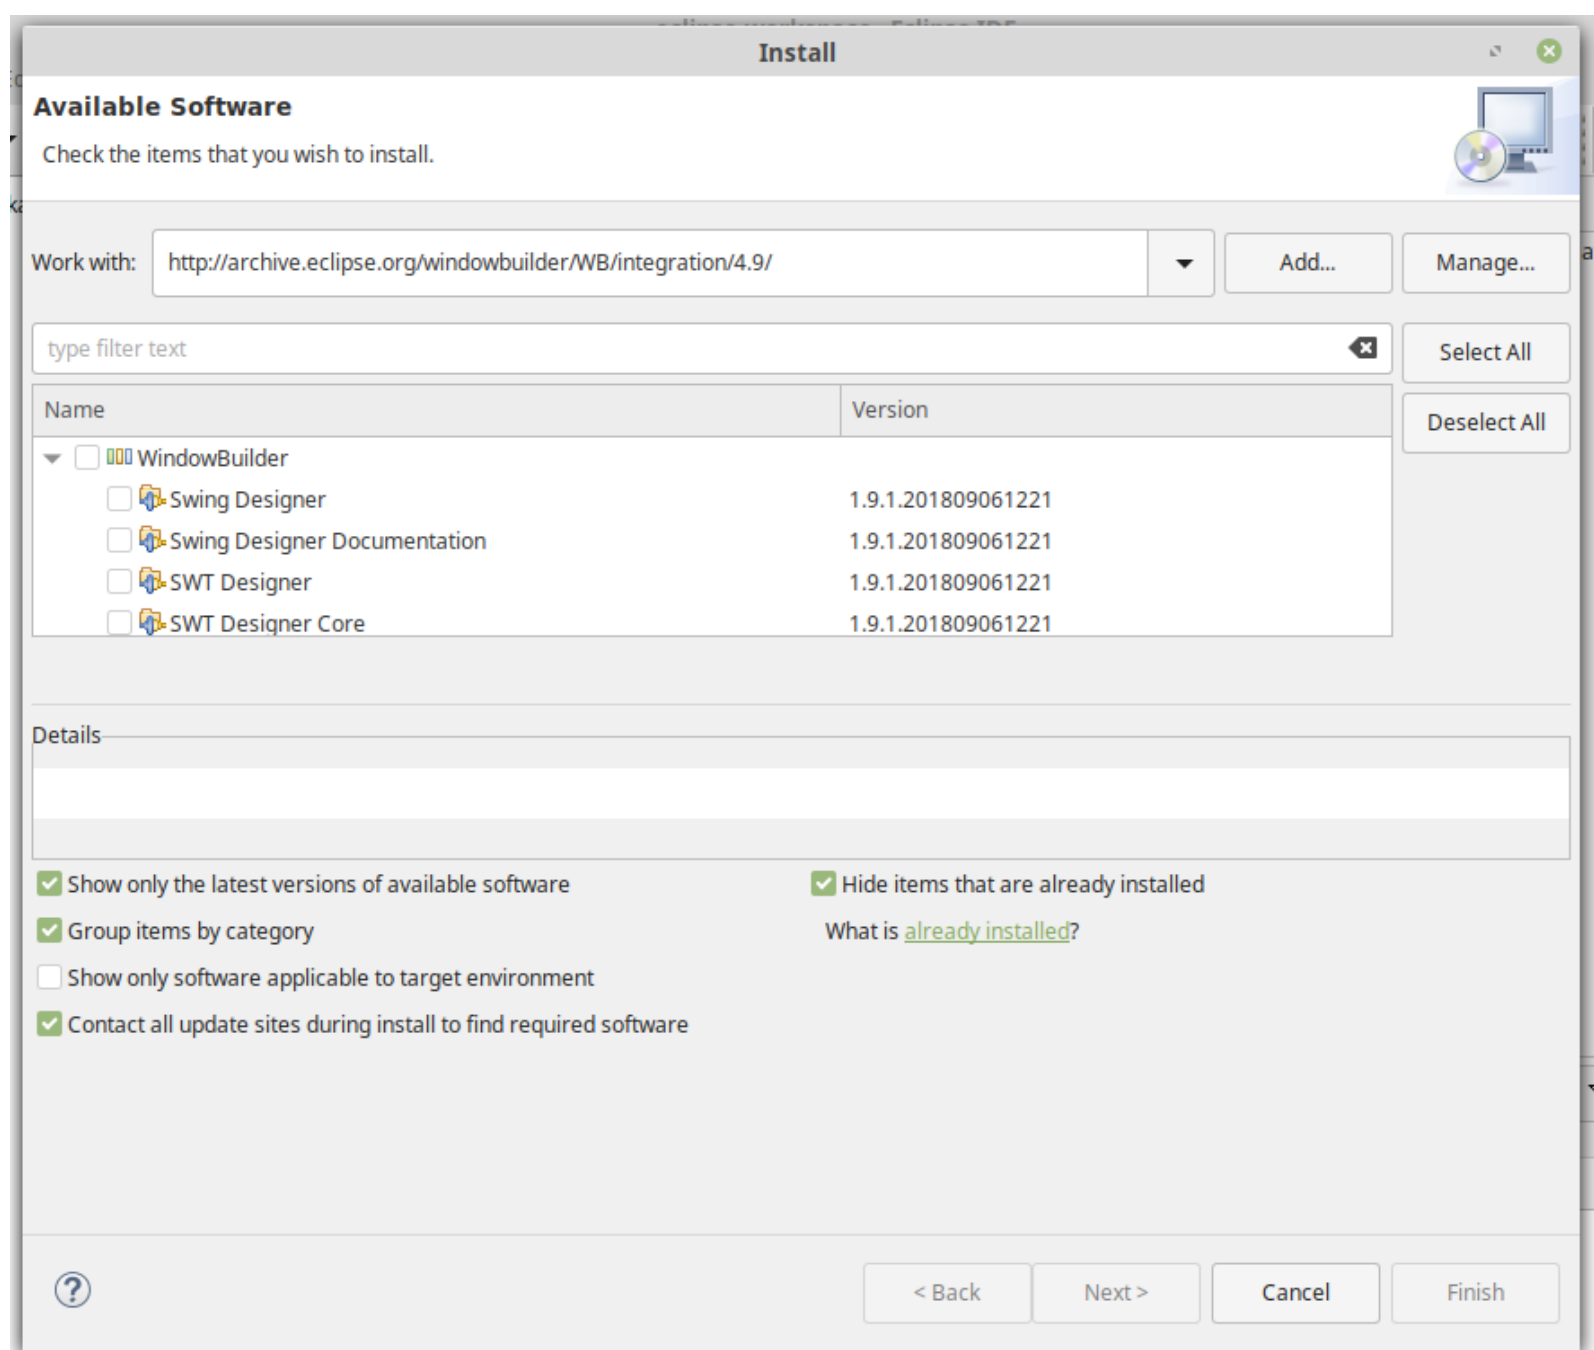 Install
Available Software
Check the items that you wish to install.
Work with: http://archive.eclipse.org/windowbuilder/WB/integration/4.9/ Add... Manage...
type filter text Select All
Name Version Deselect All
WindowBuilder
Swing Designer 1.9.1.201809061221
Swing Designer Documentation 1.9.1.201809061221
SWT Designer 1.9.1.201809061221
SWT Designer Core 1.9.1.201809061221
Details
Show only the latest versions of available software Hide items that are already installed
Group items by category What is already installed?
Show only software applicable to target environment
Contact all update sites during install to find required software
? < Back Next > Cancel Finish